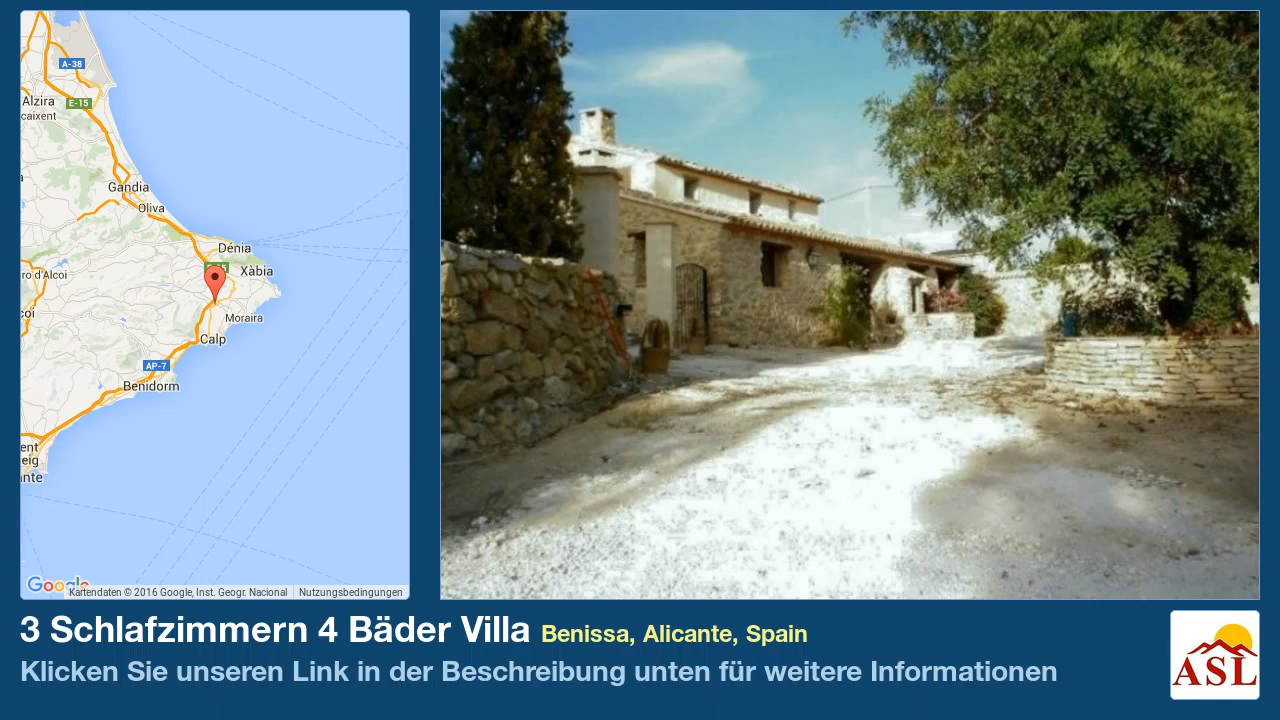 A-38
Alzira
E-15
caixent
Gandia
Oliva
Dénia
Xàbia
ro d'Alcoi
coi
Moraira
Calp
AP-7
Benidorm
ent
eig
nte
Google
Kartendaten © 2016 Google, Inst. Geogr. Nacional
Nutzungsbedingungen
3 Schlafzimmern 4 Bäder Villa Benissa, Alicante, Spain
Klicken Sie unseren Link in der Beschreibung unten für weitere Informationen
ASL